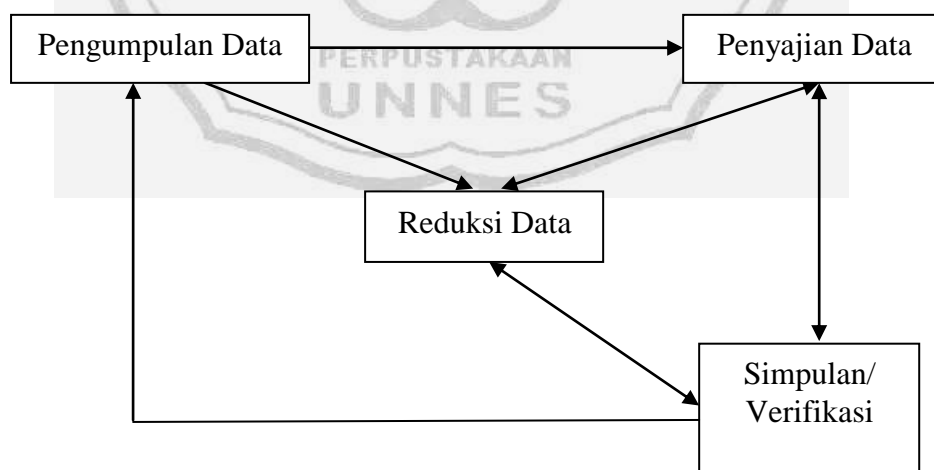 Pengumpulan Data
Penyajian Data
PERPUSTAKAAN
UNNES
Reduksi Data
Simpulan/
Verifikasi